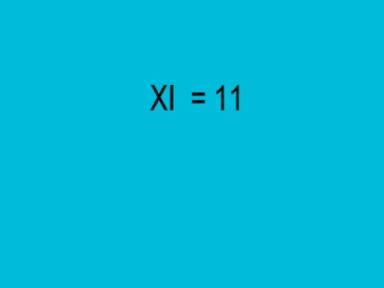 XI = 11